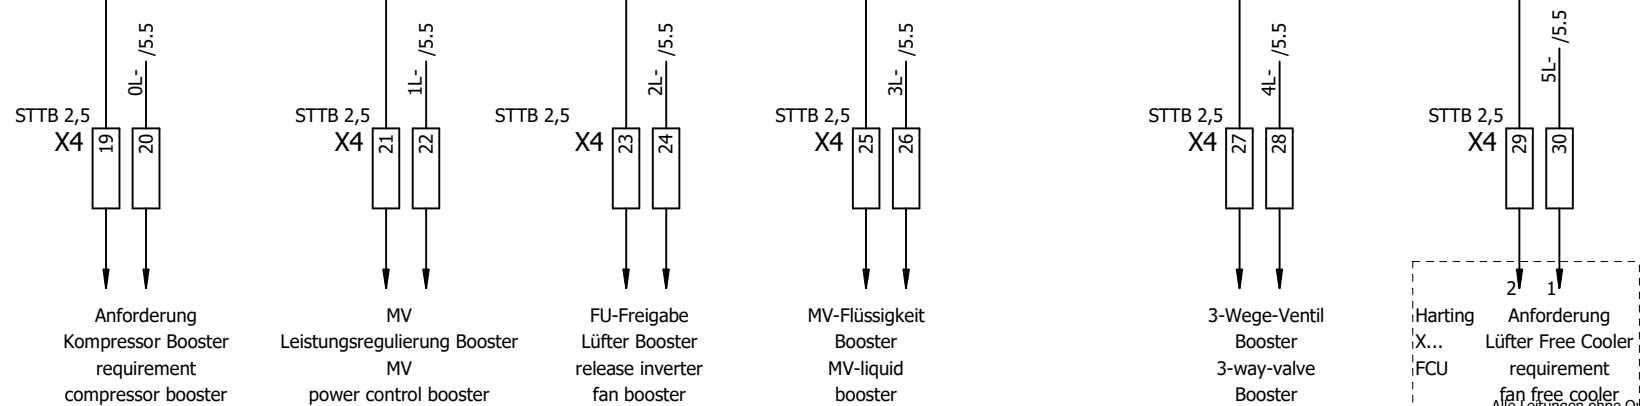 /5.5 /5.5 /5.5 /5.5 /5.5 /5.5
0L- 1L- 2L- 3L- 4L- 5L-
STTB 2,5 STTB 2,5 STTB 2,5 STTB 2,5 STTB 2,5 STTB 2,5
X4 19 20 X4 21 22 X4 23 24 X4 25 26 X4 27 28 X4 29 30
2 1
Anforderung
Kompressor Booster
requirement
compressor booster
MV
Leistungsregulierung Booster
MV
power control booster
FU-Freigabe
Lüfter Booster
release inverter
fan booster
MV-Flüssigkeit
Booster
MV-liquid
booster
3-Wege-Ventil
Booster
3-way-valve
Booster
Harting
X...
FCU
Anforderung
Lüfter Free Cooler
requirement
fan free cooler
Alle Leitungen ohne